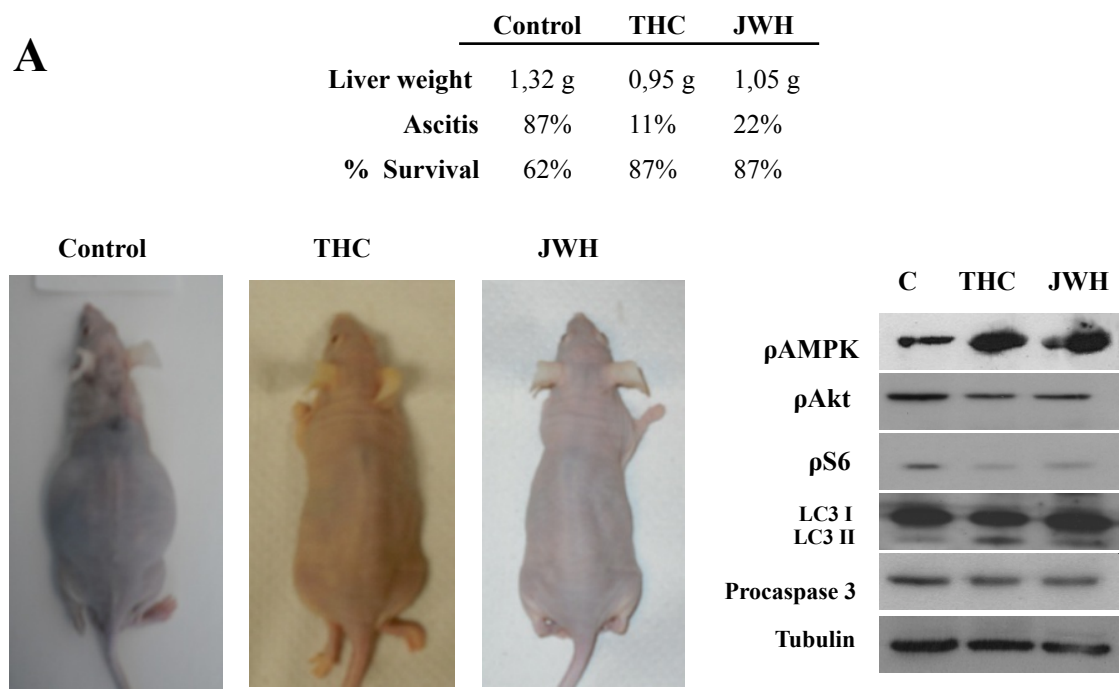 A
Control THC JWH
Liver weight 1,32 g 0,95 g 1,05 g
Ascitis 87% 11% 22%
% Survival 62% 87% 87%
Control THC JWH
C THC JWH
ρAMPK
ρAkt
ρS6
LC3 I
LC3 II
Procaspase 3
Tubulin